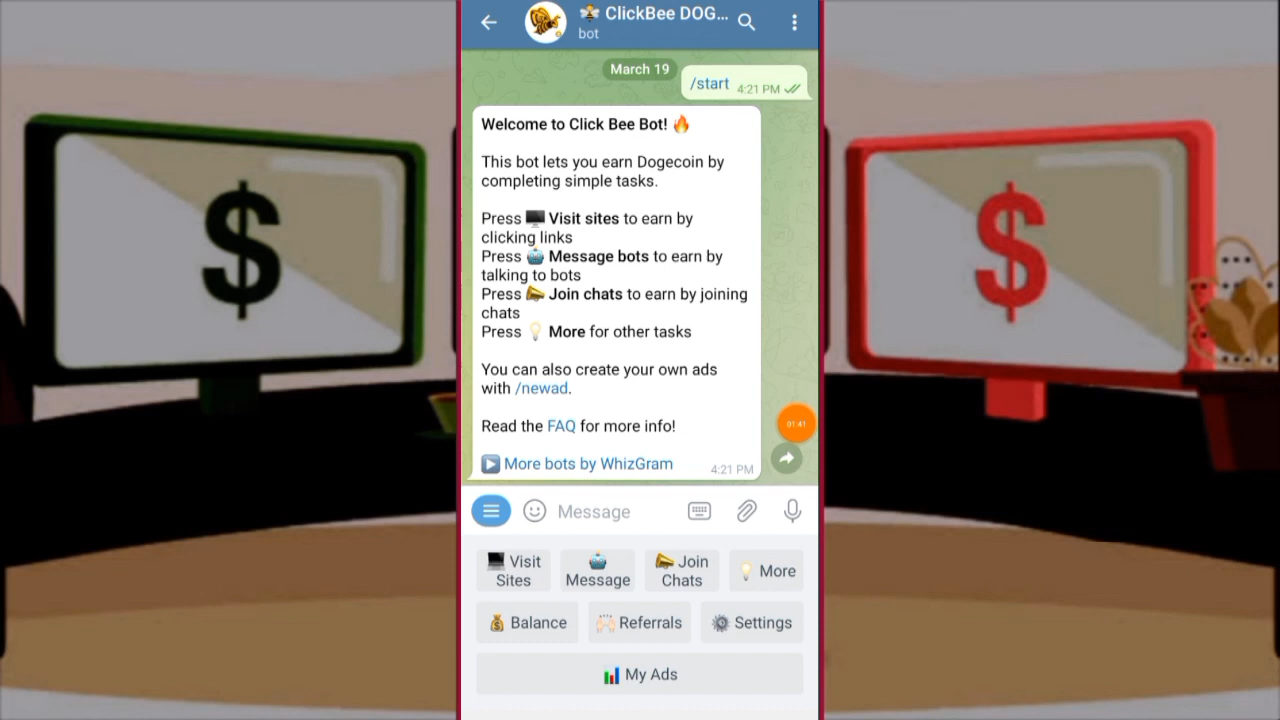 $
$
ClickBee DOG...
bot
March 19
/start 4:21 PM
Welcome to Click Bee Bot! 🔥
This bot lets you earn Dogecoin by
completing simple tasks.
Press 🖥 Visit sites to earn by
clicking links
Press 🤖 Message bots to earn by
talking to bots
Press 📣 Join chats to earn by joining
chats
Press 💡 More for other tasks
You can also create your own ads
with /newad.
Read the FAQ for more info!
01:41
▶️ More bots by WhizGram 4:21 PM
Message
Visit
Sites
Message
Join
Chats
More
Balance
Referrals
Settings
My Ads